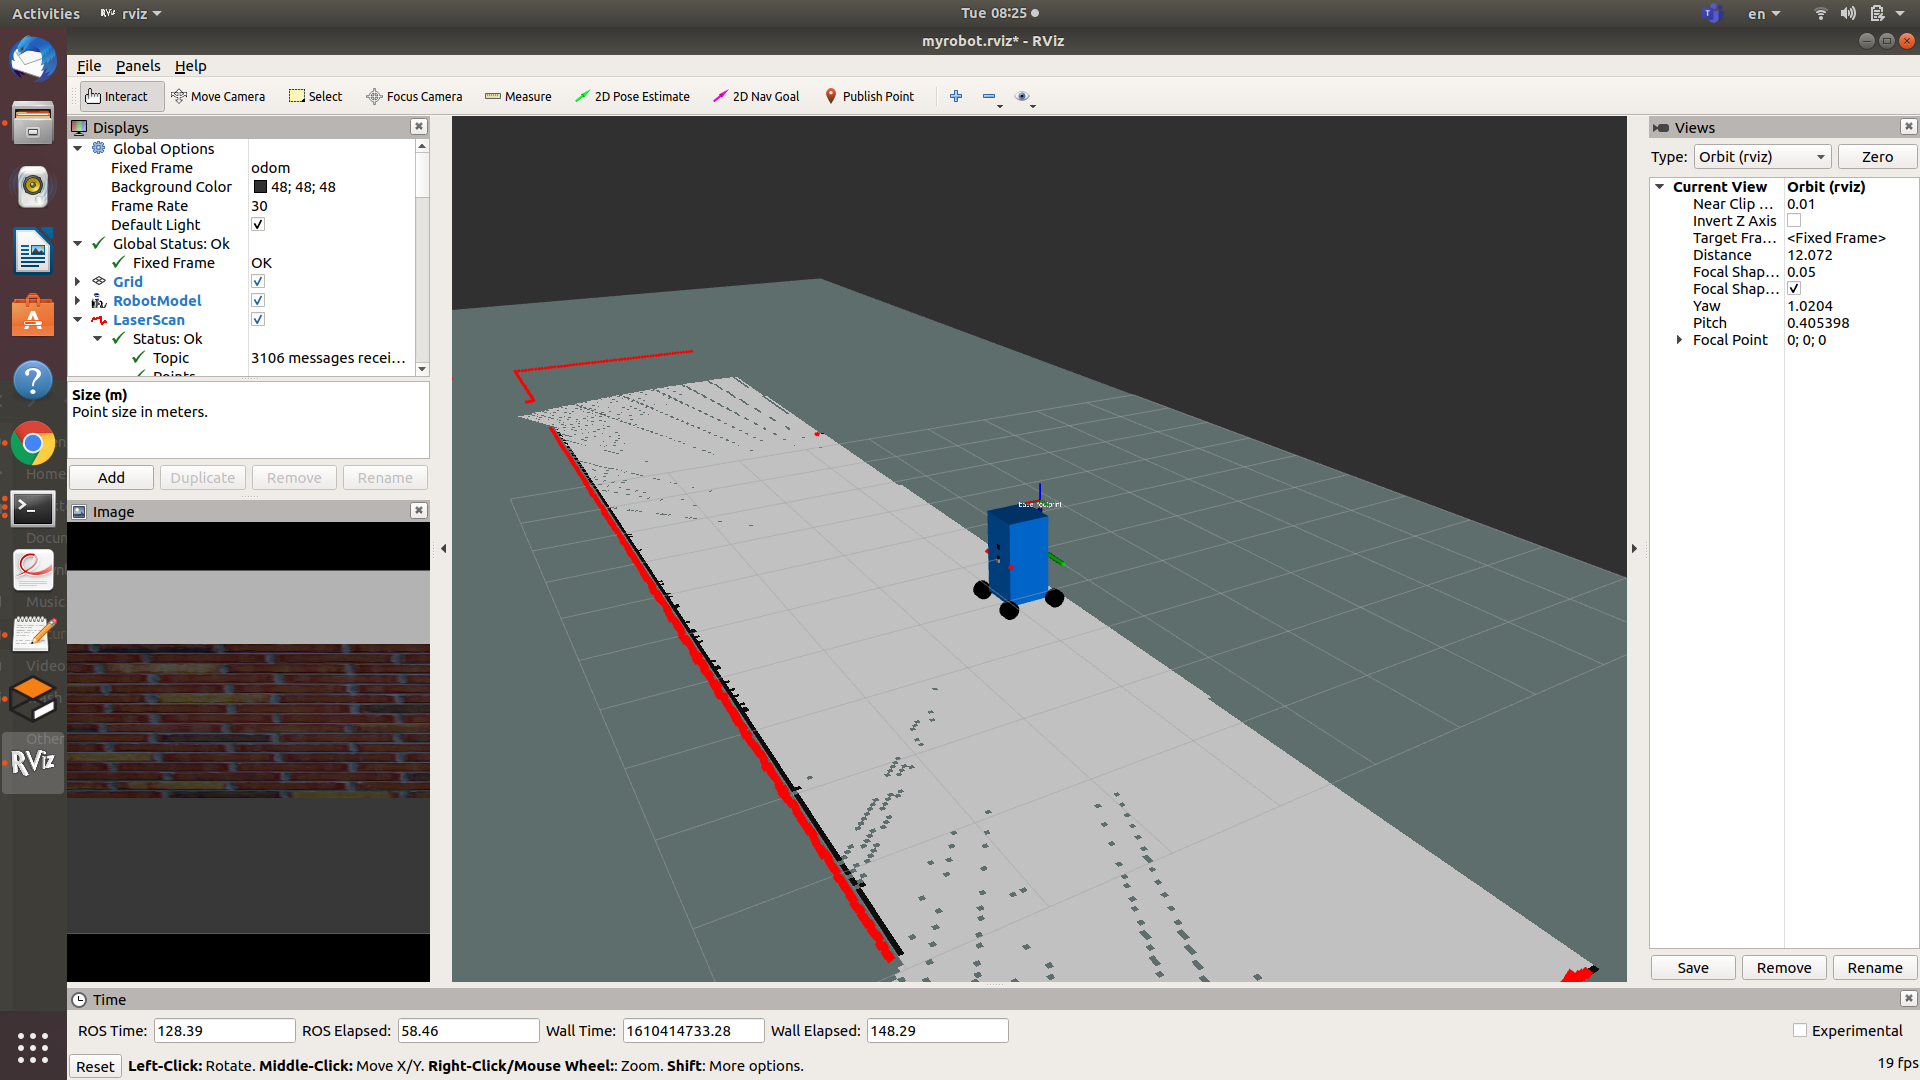 Activities
RViz
rviz
Tue 08:25
en
myrobot.rviz* - RViz
File Panels Help
Interact
Move Camera
Select
Focus Camera
Measure
2D Pose Estimate
2D Nav Goal
Publish Point
Displays
Global Options
Fixed Frame odom
Background Color 48; 48; 48
Frame Rate 30
Default Light
Global Status: Ok
Fixed Frame OK
Grid
RobotModel
LaserScan
Status: Ok
Topic 3106 messages recei...
Points
Size (m)
Point size in meters.
Add Duplicate Remove Rename
Image
base_footprint
Views
Type: Orbit (rviz) Zero
Current View Orbit (rviz)
Near Clip ... 0.01
Invert Z Axis
Target Fra... <Fixed Frame>
Distance 12.072
Focal Shap... 0.05
Focal Shap...
Yaw 1.0204
Pitch 0.405398
Focal Point 0; 0; 0
Save Remove Rename
Home
Docum
Music
Video
Other
RViz
Time
ROS Time: 128.39 ROS Elapsed: 58.46 Wall Time: 1610414733.28 Wall Elapsed: 148.29
Experimental
Reset Left-Click: Rotate. Middle-Click: Move X/Y. Right-Click/Mouse Wheel:: Zoom. Shift: More options.
19 fps